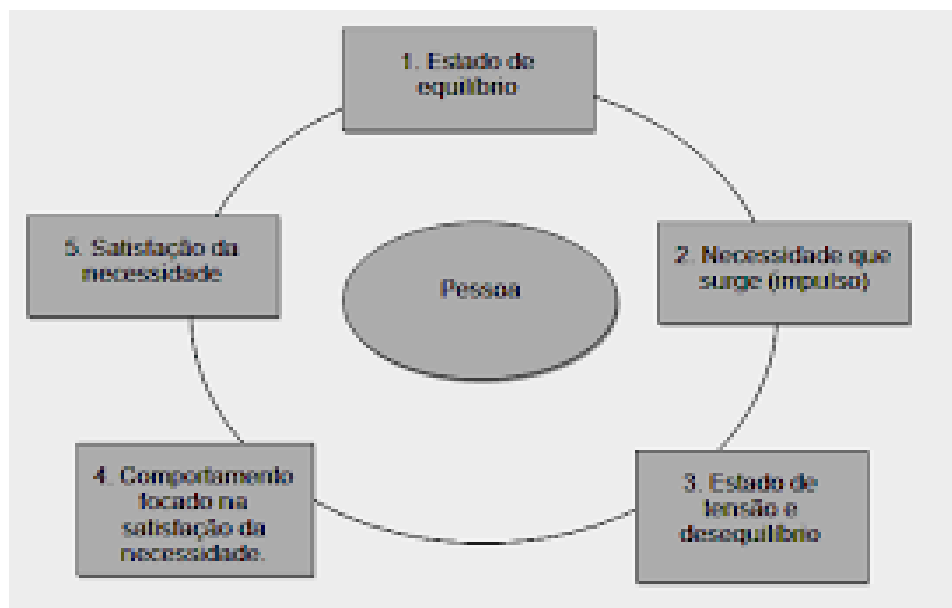 1. Estado de
equilíbrio
2. Necessidade que
surge (impulso)
3. Estado de
tensão e
desequilíbrio
4. Comportamento
focado na
satisfação da
necessidade.
5. Satisfação da
necessidade
Pessoa